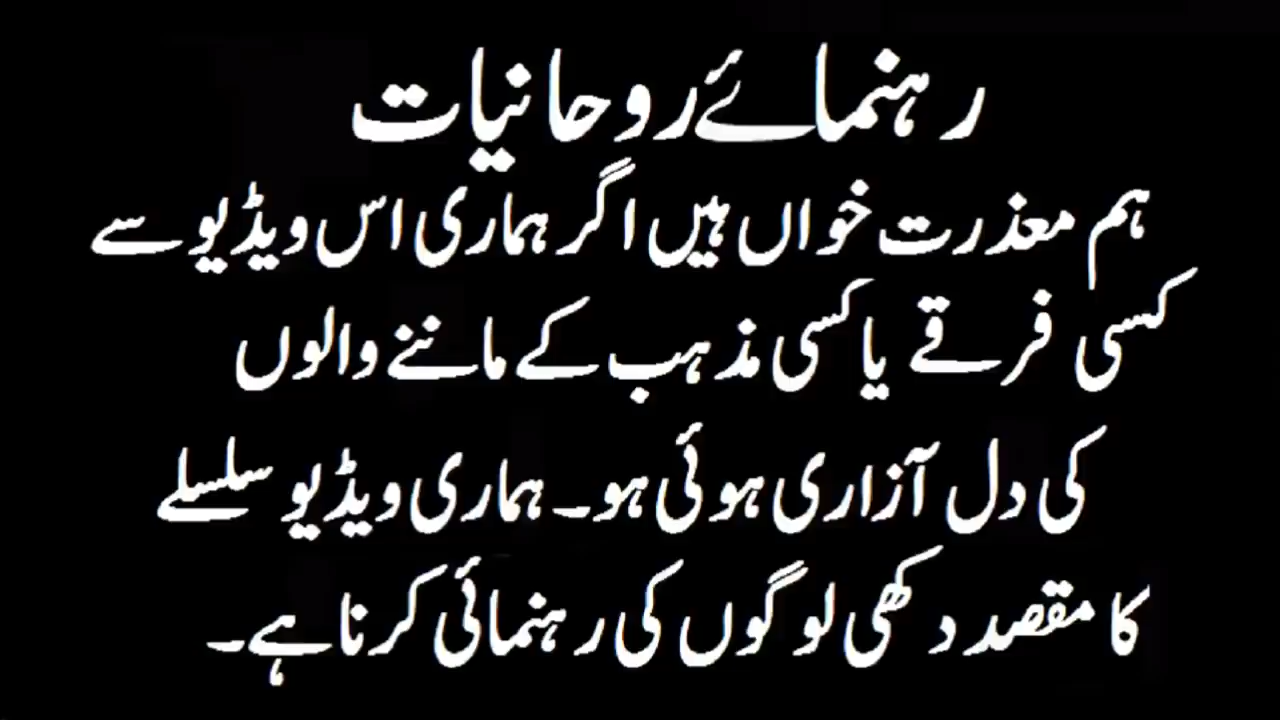 رہنمائے روحانیات
ہم معذرت خواں ہیں اگر ہماری اس ویڈیو سے
کسی فرقے یا کسی مذہب کے ماننے والوں
کی دل آزاری ہوئی ہو۔ ہماری ویڈیو سلسلے
کا مقصد دکھی لوگوں کی رہنمائی کرنا ہے۔